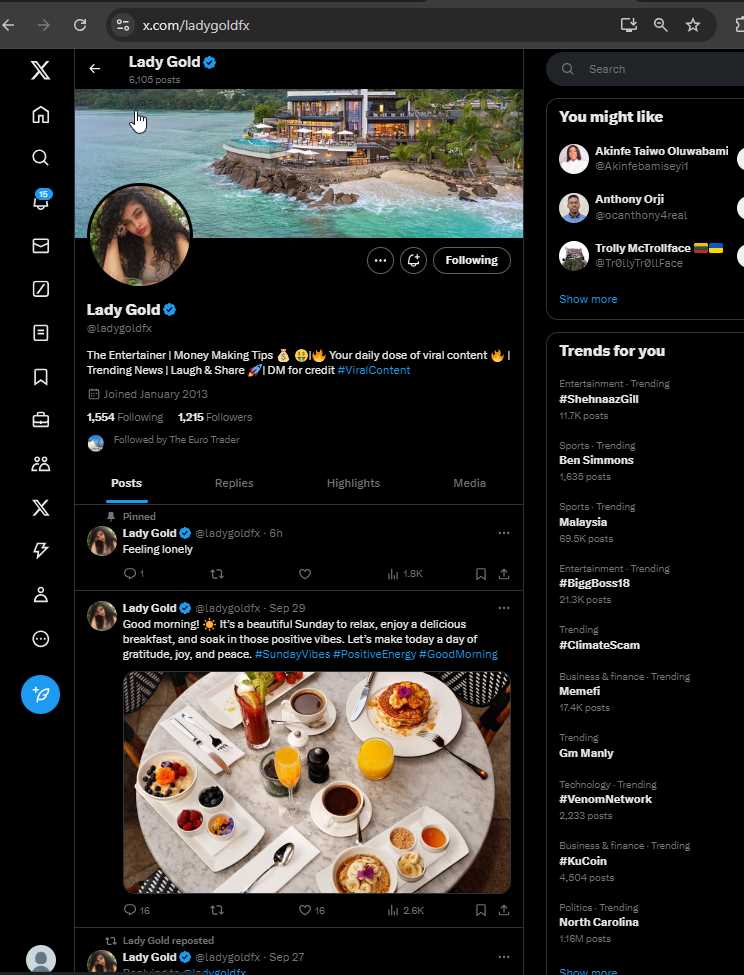 x.com/ladygoldfx
Lady Gold
6,105 posts
Search
You might like
Akinfe Taiwo Oluwabami
@Akinfebamiseyi1
Anthony Orji
@ocanthony4real
Trolly McTrollface
@Tr0llyTr0llFace
Show more
15
Following
Lady Gold
@ladygoldfx
The Entertainer | Money Making Tips 💰 🤑|🔥 Your daily dose of viral content 🔥 |
Trending News | Laugh & Share 🚀| DM for credit #ViralContent
Joined January 2013
1,554 Following 1,215 Followers
Followed by The Euro Trader
Posts Replies Highlights Media
Pinned
Lady Gold @ladygoldfx · 6h
Feeling lonely
1 1.8K
Lady Gold @ladygoldfx · Sep 29
Good morning! ☀️ It's a beautiful Sunday to relax, enjoy a delicious
breakfast, and soak in those positive vibes. Let's make today a day of
gratitude, joy, and peace. #SundayVibes #PositiveEnergy #GoodMorning
16 16 2.6K
Lady Gold reposted
Lady Gold @ladygoldfx · Sep 27
Replying to @ladygoldfx
Trends for you
Entertainment · Trending
#ShehnaazGill
11.7K posts
Sports · Trending
Ben Simmons
1,635 posts
Sports · Trending
Malaysia
69.5K posts
Entertainment · Trending
#BiggBoss18
21.3K posts
Trending
#ClimateScam
Business & finance · Trending
Memefi
17.4K posts
Trending
Gm Manly
Technology · Trending
#VenomNetwork
2,233 posts
Business & finance · Trending
#KuCoin
4,504 posts
Politics · Trending
North Carolina
1.16M posts
Show more